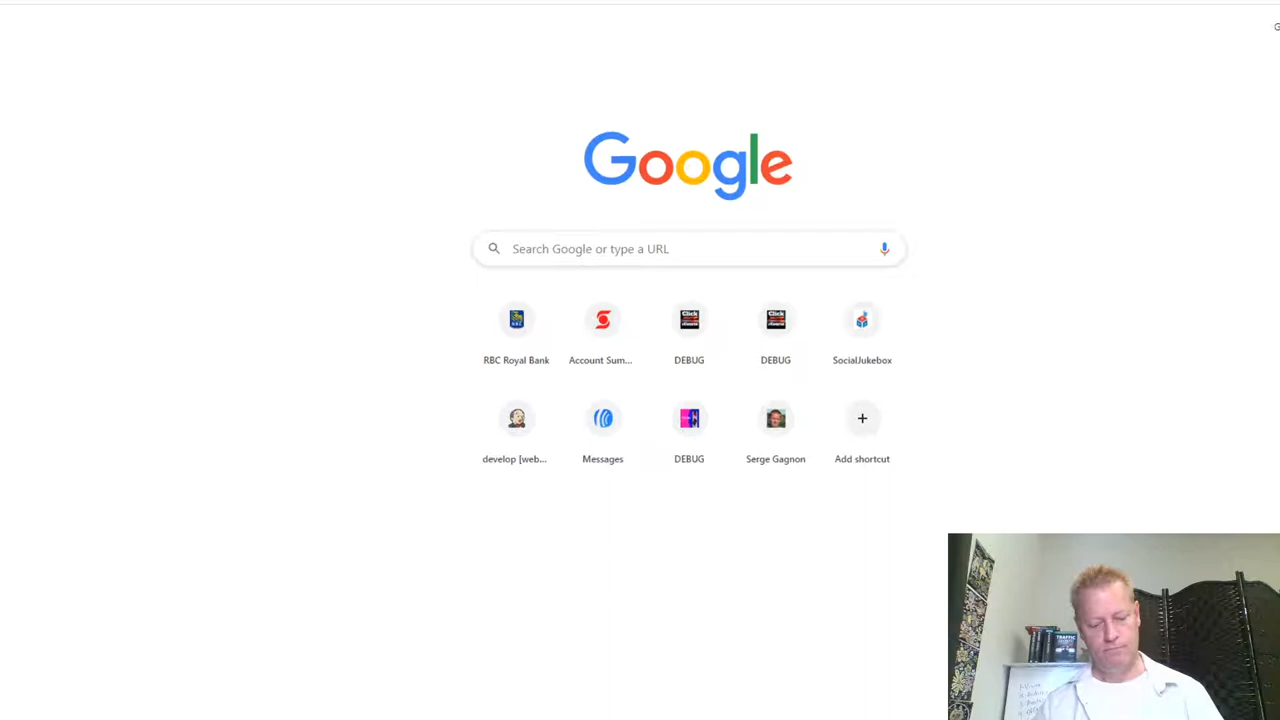 G
Google
Search Google or type a URL
RBC Royal Bank
Account Sum...
DEBUG
DEBUG
SocialJukebox
develop [web...
Messages
DEBUG
Serge Gagnon
Add shortcut
TRAFFIC